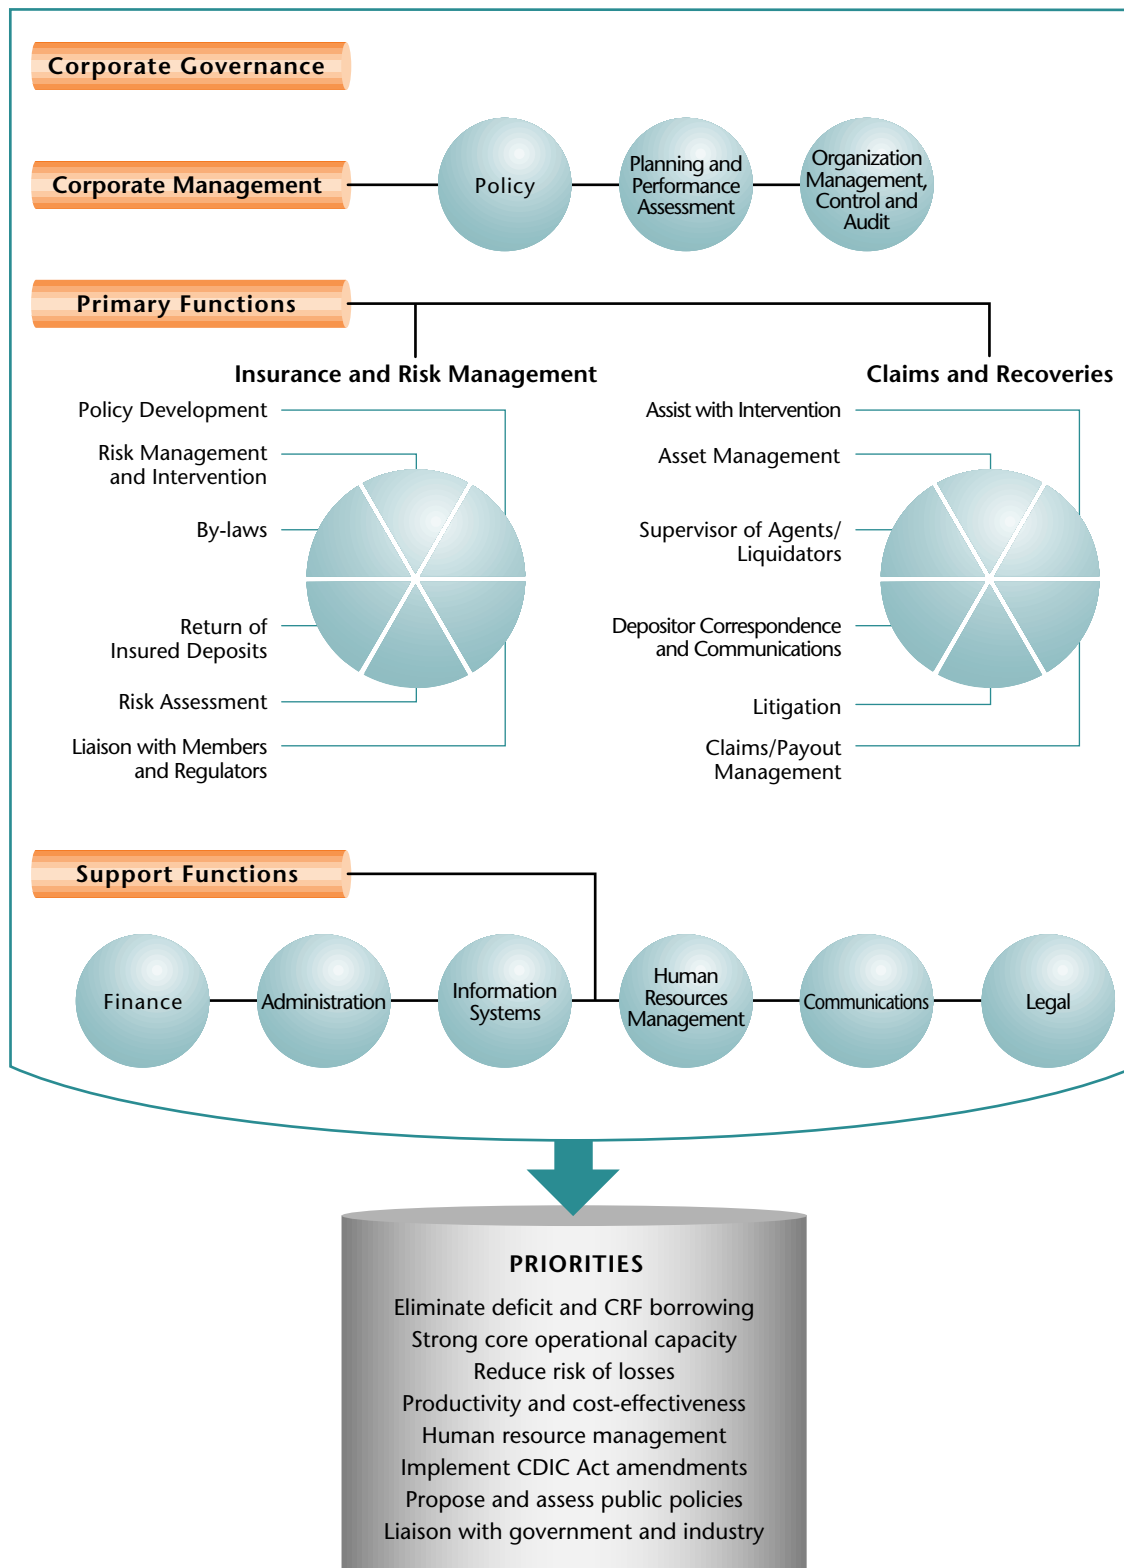 Corporate Governance
Corporate Management
Policy
Planning and
Performance
Assessment
Organization
Management,
Control and
Audit
Primary Functions
Insurance and Risk Management
Policy Development
Risk Management
and Intervention
By-laws
Return of
Insured Deposits
Risk Assessment
Liaison with Members
and Regulators
Claims and Recoveries
Assist with Intervention
Asset Management
Supervisor of Agents/
Liquidators
Depositor Correspondence
and Communications
Litigation
Claims/Payout
Management
Support Functions
Finance
Administration
Information
Systems
Human
Resources
Management
Communications
Legal
PRIORITIES
Eliminate deficit and CRF borrowing
Strong core operational capacity
Reduce risk of losses
Productivity and cost-effectiveness
Human resource management
Implement CDIC Act amendments
Propose and assess public policies
Liaison with government and industry